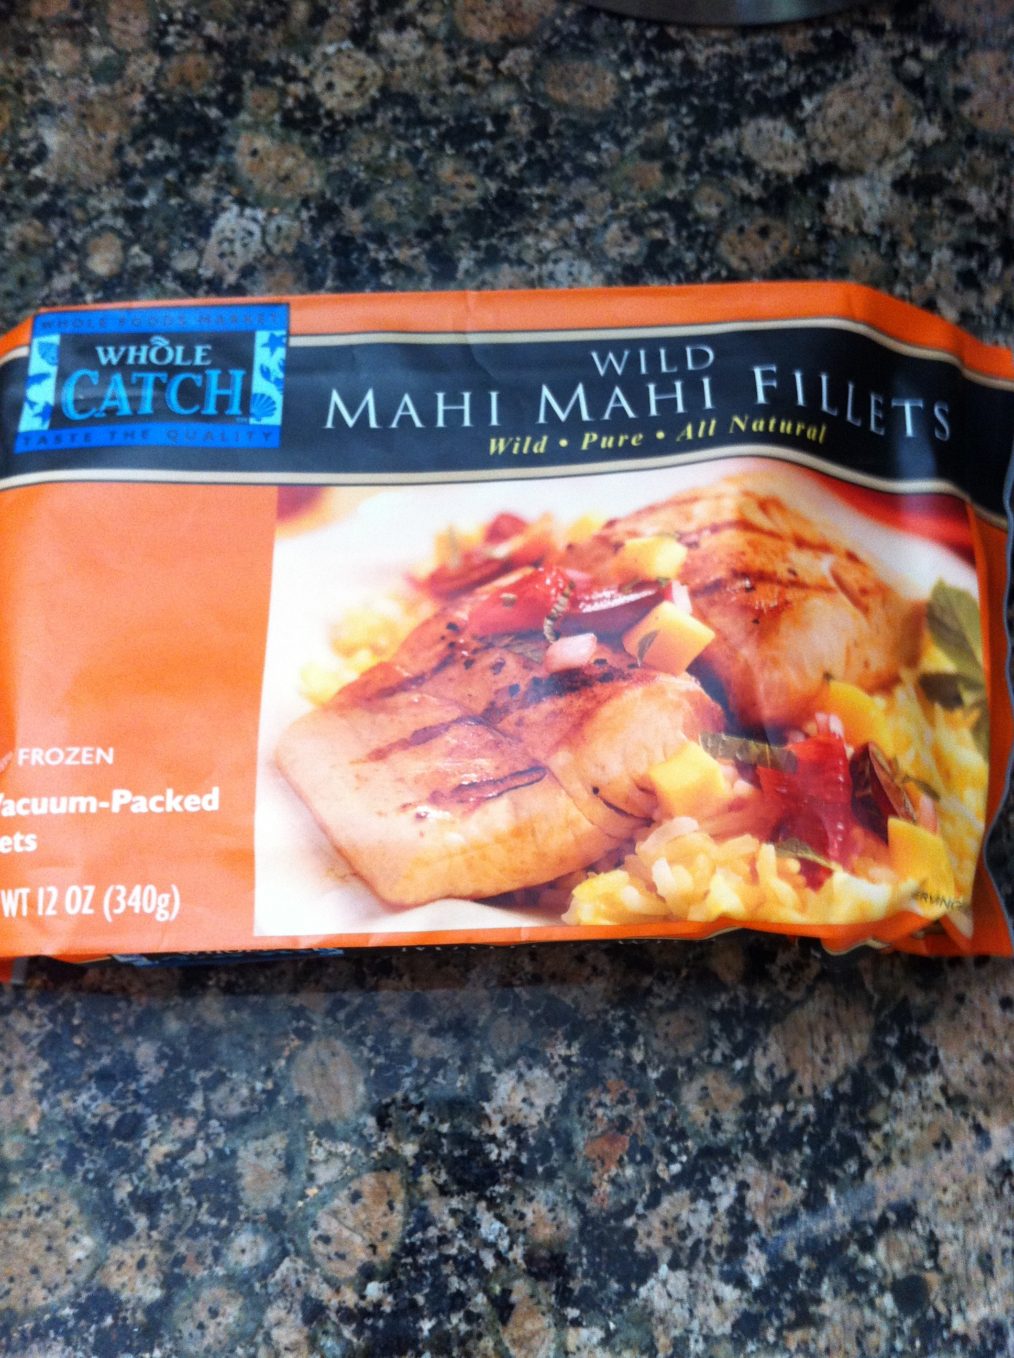 WHOLE FOODS MARKET
WHOLE
CATCH
TASTE THE QUALITY
WILD
MAHI MAHI FILLETS
Wild • Pure • All Natural
FROZEN
Vacuum-Packed
ets
WT 12 OZ (340g)